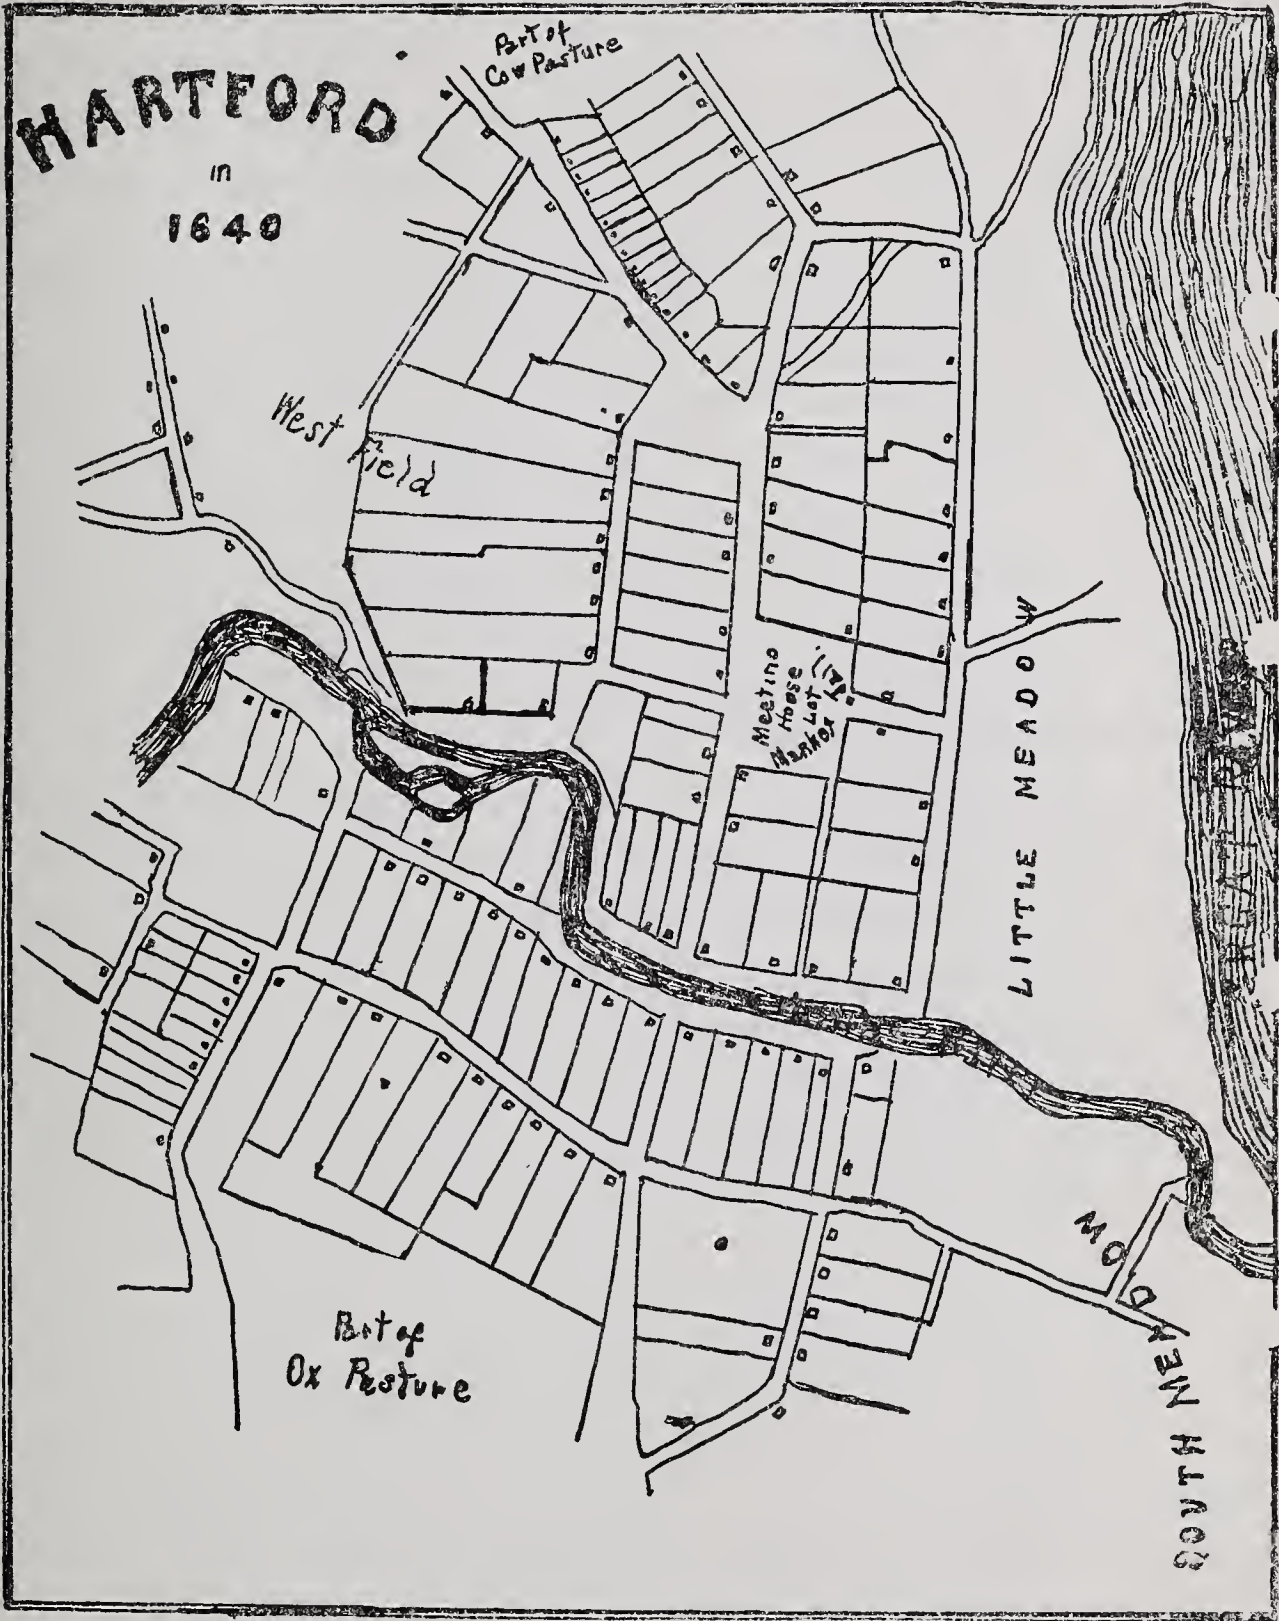 HARTFORD
in
1640
Part of
Cow Pasture
West Field
Meeting
House
Lot
Market
LITTLE MEADOW
Part of
Ox Pasture
SOUTH MEADOW